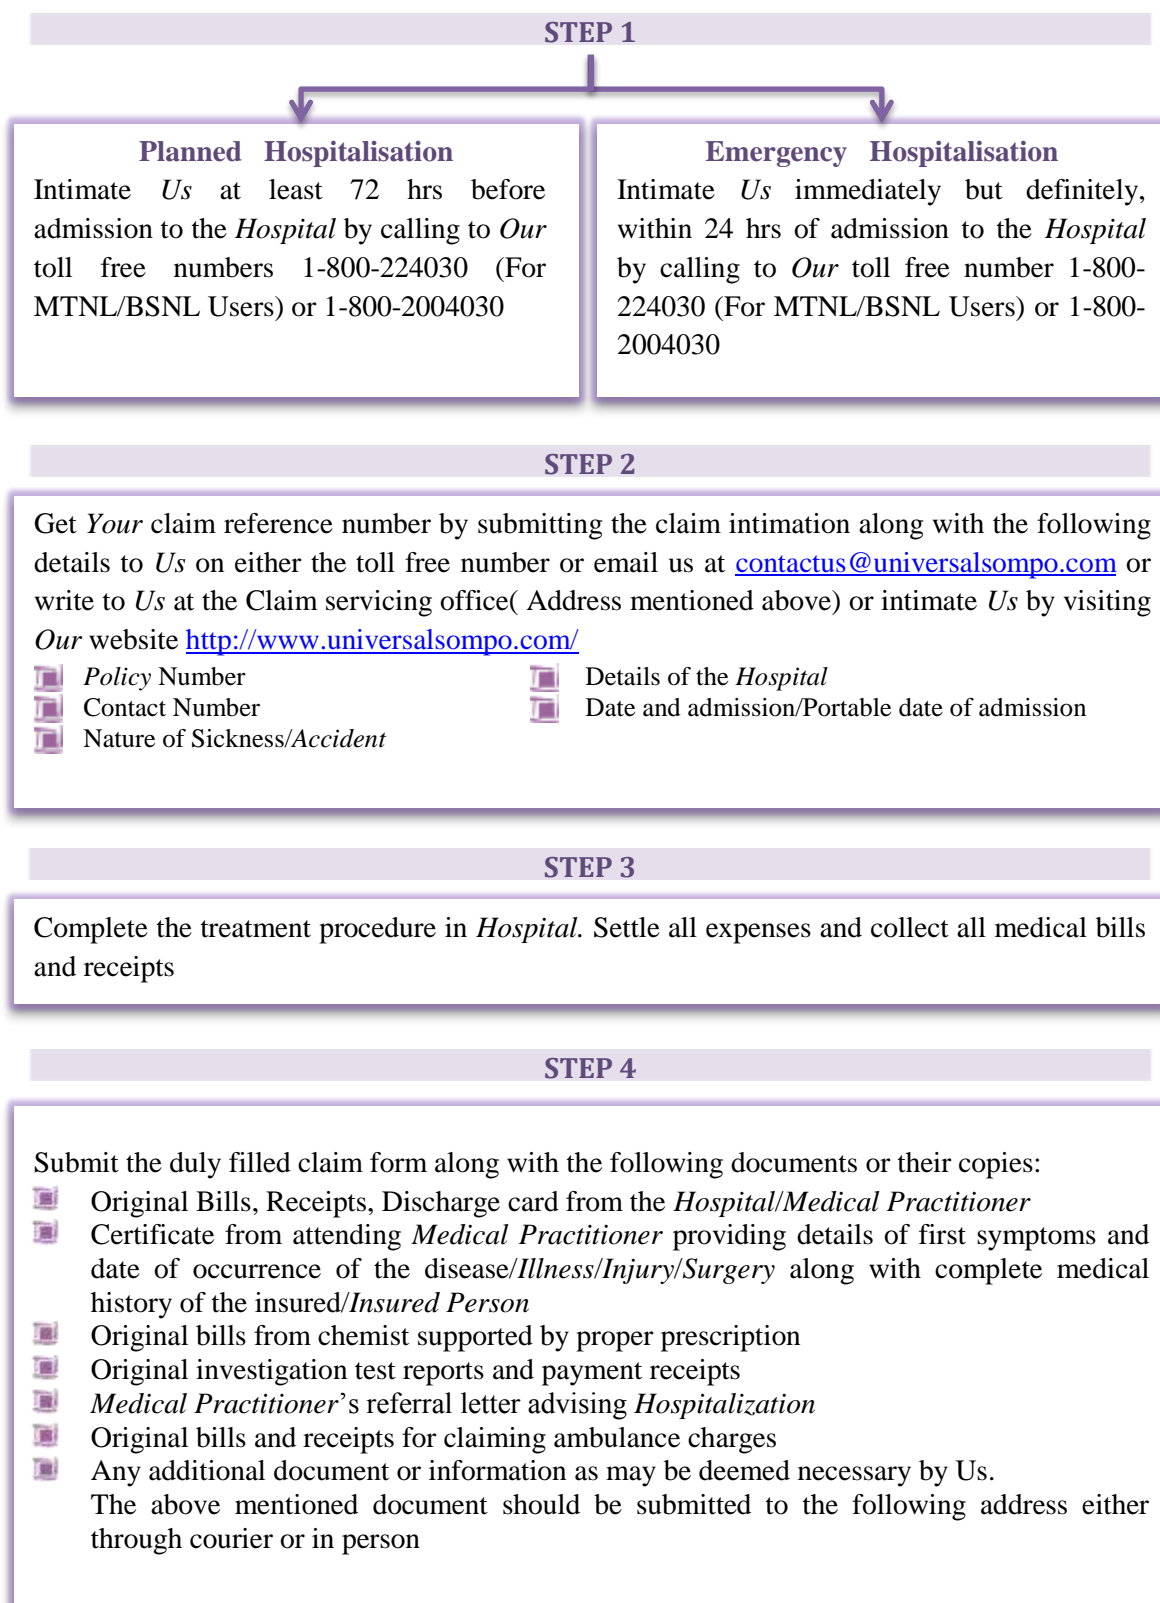 STEP 1
Planned Hospitalisation
Intimate Us at least 72 hrs before
admission to the Hospital by calling to Our
toll free numbers 1-800-224030 (For
MTNL/BSNL Users) or 1-800-2004030
Emergency Hospitalisation
Intimate Us immediately but definitely,
within 24 hrs of admission to the Hospital
by calling to Our toll free number 1-800-
224030 (For MTNL/BSNL Users) or 1-800-
2004030
STEP 2
Get Your claim reference number by submitting the claim intimation along with the following
details to Us on either the toll free number or email us at contactus@universalsompo.com or
write to Us at the Claim servicing office( Address mentioned above) or intimate Us by visiting
Our website http://www.universalsompo.com/
Policy Number
Contact Number
Nature of Sickness/Accident
Details of the Hospital
Date and admission/Portable date of admission
STEP 3
Complete the treatment procedure in Hospital. Settle all expenses and collect all medical bills
and receipts
STEP 4
Submit the duly filled claim form along with the following documents or their copies:
Original Bills, Receipts, Discharge card from the Hospital/Medical Practitioner
Certificate from attending Medical Practitioner providing details of first symptoms and
date of occurrence of the disease/Illness/Injury/Surgery along with complete medical
history of the insured/Insured Person
Original bills from chemist supported by proper prescription
Original investigation test reports and payment receipts
Medical Practitioner’s referral letter advising Hospitalization
Original bills and receipts for claiming ambulance charges
Any additional document or information as may be deemed necessary by Us.
The above mentioned document should be submitted to the following address either
through courier or in person